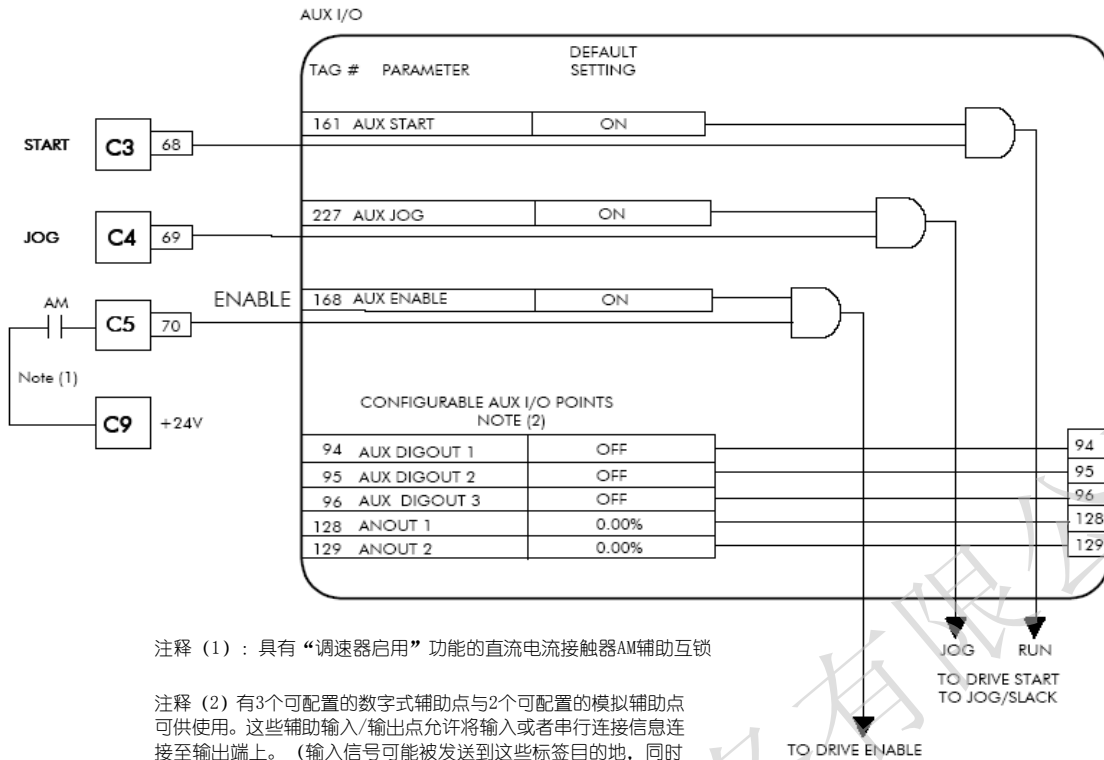 AUX I/O
TAG # PARAMETER DEFAULT SETTING
161 AUX START ON
START C3 68
227 AUX JOG ON
JOG C4 69
AM
ENABLE 168 AUX ENABLE ON
C5 70
Note (1)
C9 +24V
CONFIGURABLE AUX I/O POINTS
NOTE (2)
94 AUX DIGOUT 1 OFF 94
95 AUX DIGOUT 2 OFF 95
96 AUX DIGOUT 3 OFF 96
128 ANOUT 1 0.00% 128
129 ANOUT 2 0.00% 129
JOG RUN
TO DRIVE START
TO JOG/SLACK
TO DRIVE ENABLE
注释（1）：具有“调速器启用”功能的直流电流接触器AM辅助互锁
注释（2）有3个可配置的数字式辅助点与2个可配置的模拟辅助点
可供使用。这些辅助输入/输出点允许将输入或者串行连接信息连
接至输出端上。（输入信号可能被发送到这些标签目的地，同时
有限公